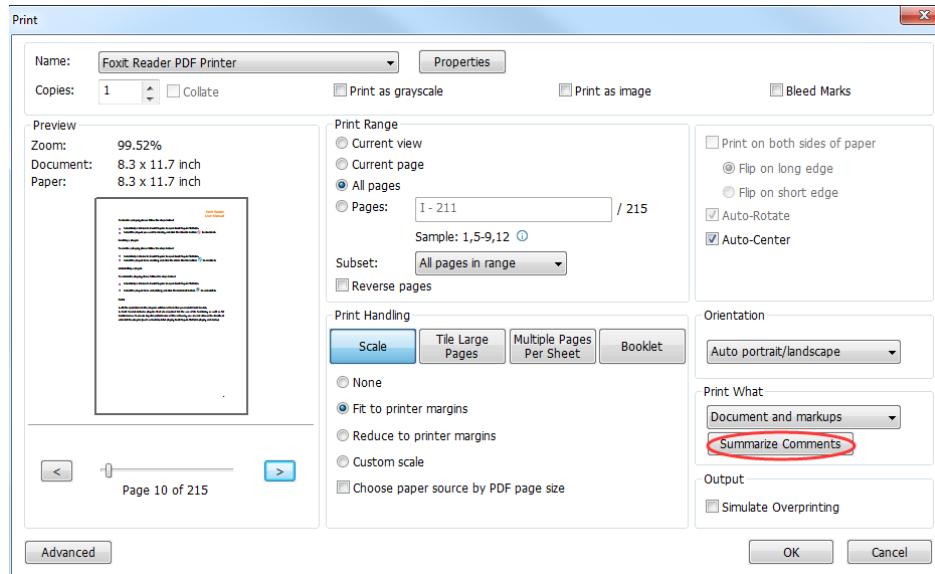 Print
Name: Foxit Reader PDF Printer Properties
Copies: 1 Collate Print as grayscale Print as image Bleed Marks
Preview
Zoom: 99.52%
Document: 8.3 x 11.7 inch
Paper: 8.3 x 11.7 inch
Foxit Reader
User Manual
< >
Page 10 of 215
Print Range
Current view
Current page
All pages
Pages: I - 211 / 215
Sample: 1,5-9,12
Subset: All pages in range
Reverse pages
Print on both sides of paper
Flip on long edge
Flip on short edge
Auto-Rotate
Auto-Center
Print Handling
Scale Tile Large Pages Multiple Pages Per Sheet Booklet
None
Fit to printer margins
Reduce to printer margins
Custom scale
Choose paper source by PDF page size
Orientation
Auto portrait/landscape
Print What
Document and markups
Summarize Comments
Output
Simulate Overprinting
Advanced OK Cancel